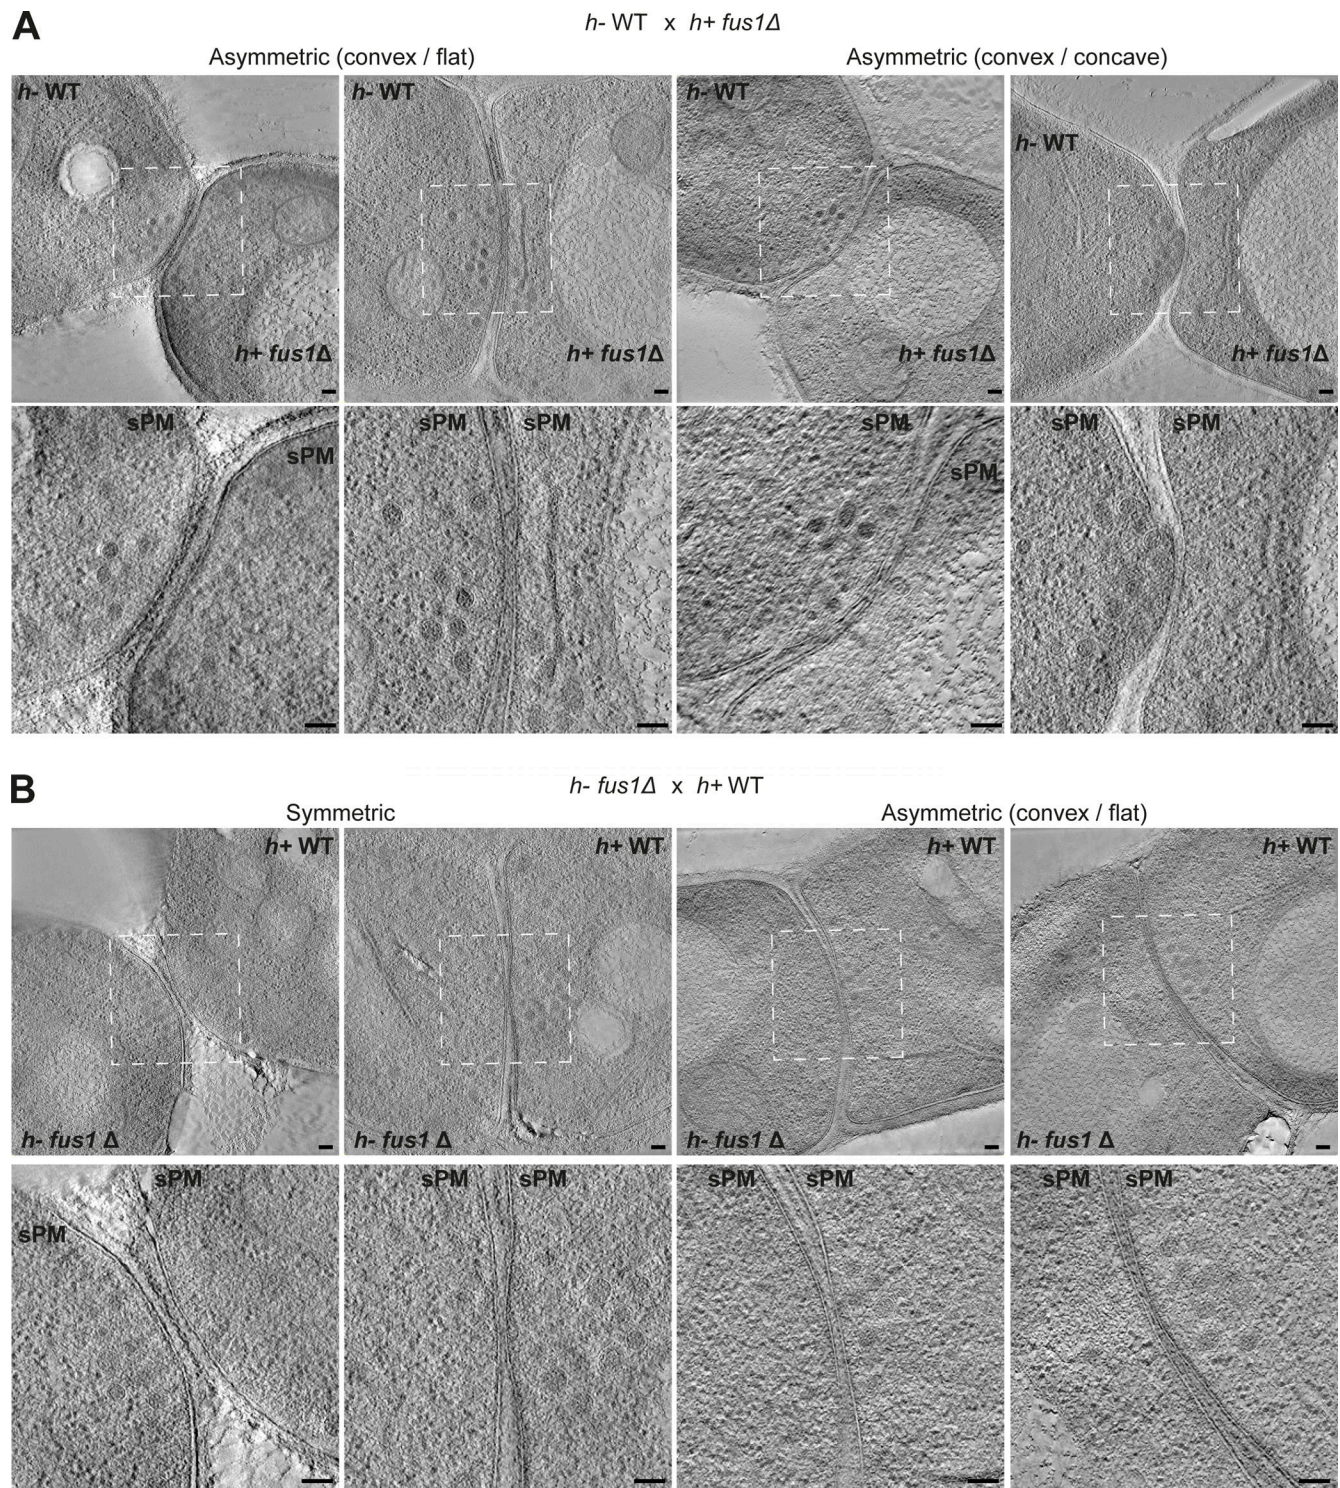 A
h- WT x h+ fus1Δ
Asymmetric (convex / flat)
Asymmetric (convex / concave)
h- WT
h- WT
h- WT
h- WT
h+ fus1Δ
h+ fus1Δ
h+ fus1Δ
h+ fus1Δ
sPM
sPM
sPM
sPM
sPM
sPM
sPM
sPM
B
h- fus1Δ x h+ WT
Symmetric
Asymmetric (convex / flat)
h+ WT
h+ WT
h+ WT
h+ WT
h- fus1 Δ
h- fus1 Δ
h- fus1 Δ
h- fus1 Δ
sPM
sPM
sPM
sPM
sPM
sPM
sPM
sPM